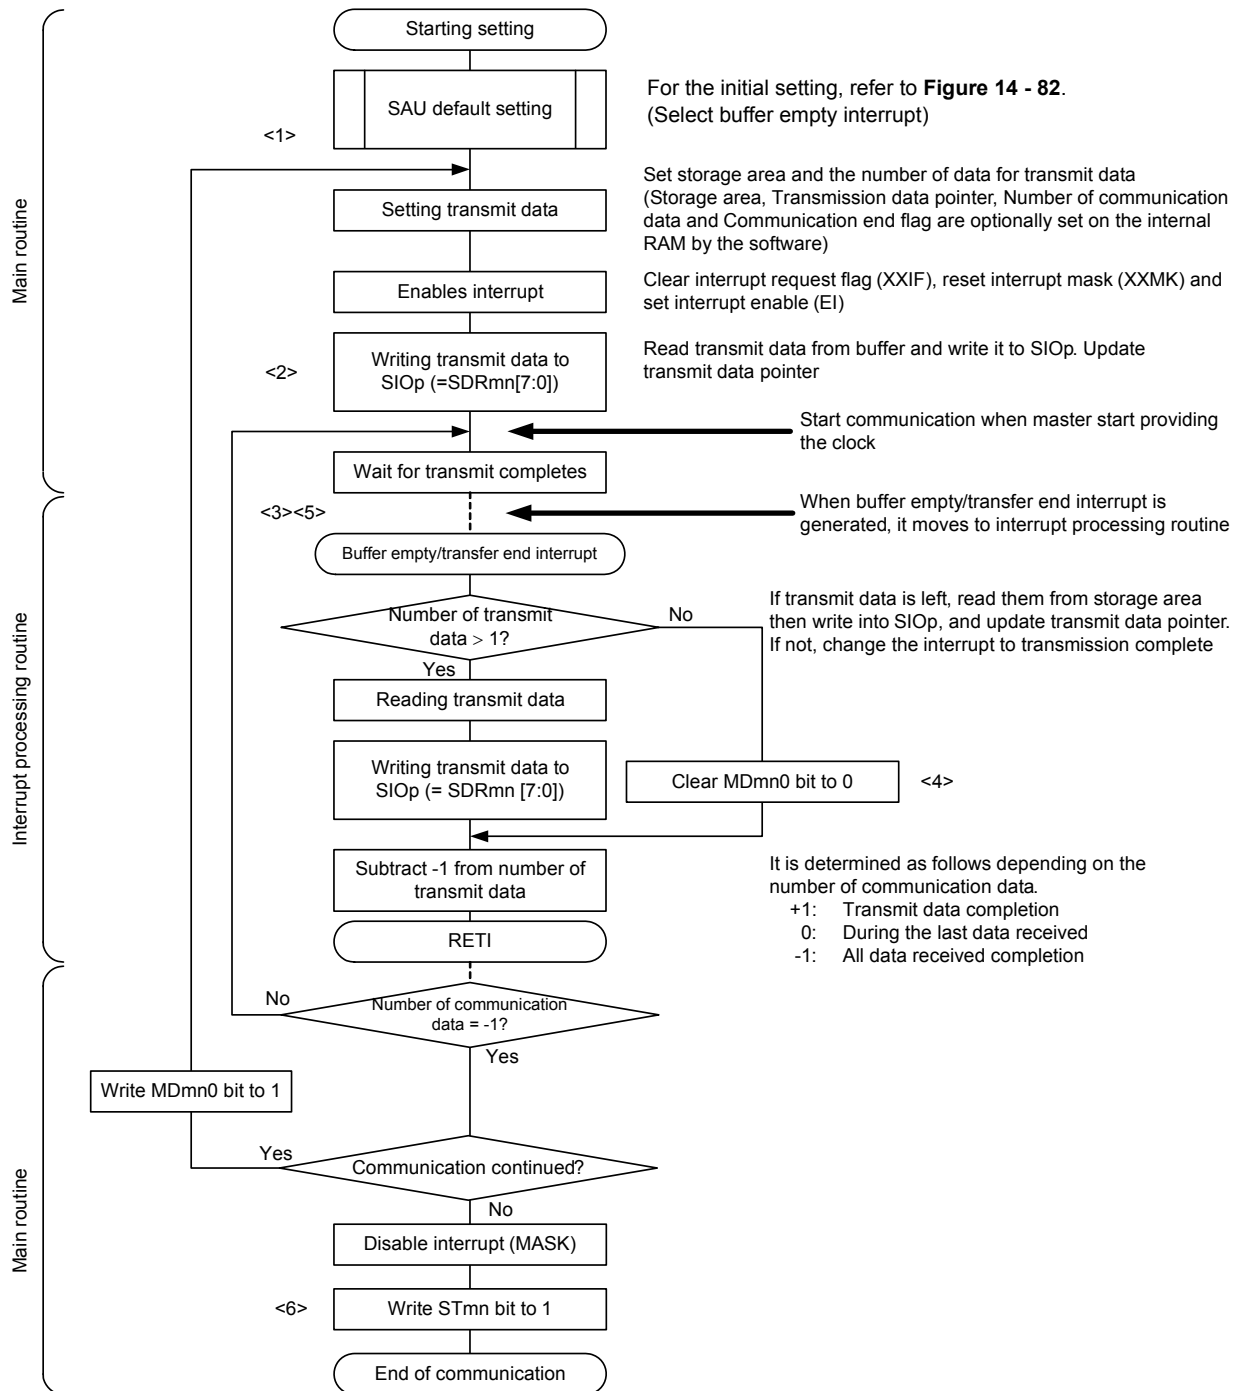 Starting setting
SAU default setting
For the initial setting, refer to Figure 14 - 82.
(Select buffer empty interrupt)
<1>
Main routine
Setting transmit data
Set storage area and the number of data for transmit data
(Storage area, Transmission data pointer, Number of communication
data and Communication end flag are optionally set on the internal
RAM by the software)
Enables interrupt
Clear interrupt request flag (XXIF), reset interrupt mask (XXMK) and
set interrupt enable (EI)
<2>
Writing transmit data to
SIOp (=SDRmn[7:0])
Read transmit data from buffer and write it to SIOp. Update
transmit data pointer
Start communication when master start providing
the clock
Wait for transmit completes
<3><5>
When buffer empty/transfer end interrupt is
generated, it moves to interrupt processing routine
Interrupt processing routine
Buffer empty/transfer end interrupt
Number of transmit
data > 1?
No
Yes
If transmit data is left, read them from storage area
then write into SIOp, and update transmit data pointer.
If not, change the interrupt to transmission complete
Reading transmit data
Writing transmit data to
SIOp (= SDRmn [7:0])
Clear MDmn0 bit to 0
<4>
Subtract -1 from number of
transmit data
It is determined as follows depending on the
number of communication data.
+1: Transmit data completion
0: During the last data received
-1: All data received completion
RETI
Main routine
No
Number of communication
data = -1?
Yes
Write MDmn0 bit to 1
Yes
Communication continued?
No
Disable interrupt (MASK)
<6>
Write STmn bit to 1
End of communication